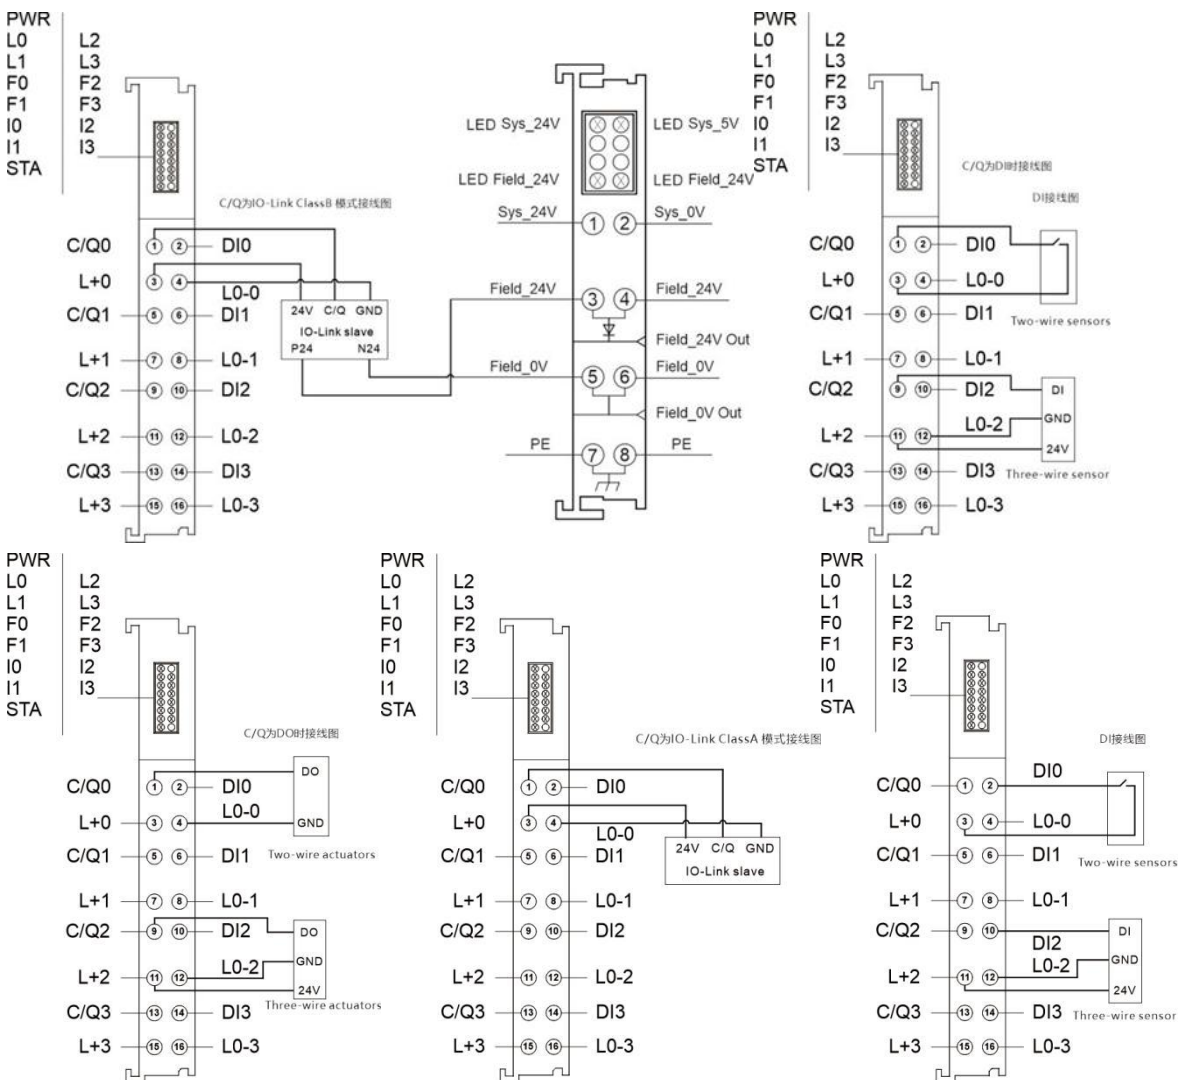 PWR
L0 L2
L1 L3
F0 F2
F1 F3
I0 I2
I1 I3
STA
C/Q为IO-Link ClassB 模式接线图
C/Q0 1 2 DI0
L+0 3 4 L0-0
C/Q1 5 6 DI1
L+1 7 8 L0-1
C/Q2 9 10 DI2
L+2 11 12 L0-2
C/Q3 13 14 DI3
L+3 15 16 L0-3
24V C/Q GND
IO-Link slave
P24 N24
LED Sys_24V LED Sys_5V
LED Field_24V LED Field_24V
Sys_24V 1 2 Sys_0V
Field_24V 3 4 Field_24V
Field_24V Out
Field_0V 5 6 Field_0V
Field_0V Out
PE 7 8 PE
PWR
L0 L2
L1 L3
F0 F2
F1 F3
I0 I2
I1 I3
STA
C/Q为DI时接线图
DI接线图
C/Q0 1 2 DI0
L+0 3 4 L0-0
C/Q1 5 6 DI1
Two-wire sensors
L+1 7 8 L0-1
C/Q2 9 10 DI2
DI
GND
24V
L+2 11 12 L0-2
C/Q3 13 14 DI3
Three-wire sensor
L+3 15 16 L0-3
PWR
L0 L2
L1 L3
F0 F2
F1 F3
I0 I2
I1 I3
STA
C/Q为DO时接线图
C/Q0 1 2 DI0
DO
GND
L+0 3 4 L0-0
C/Q1 5 6 DI1
Two-wire actuators
L+1 7 8 L0-1
C/Q2 9 10 DI2
DO
GND
24V
L+2 11 12 L0-2
Three-wire actuators
C/Q3 13 14 DI3
L+3 15 16 L0-3
PWR
L0 L2
L1 L3
F0 F2
F1 F3
I0 I2
I1 I3
STA
C/Q为IO-Link ClassA 模式接线图
C/Q0 1 2 DI0
L+0 3 4 L0-0
C/Q1 5 6 DI1
24V C/Q GND
IO-Link slave
L+1 7 8 L0-1
C/Q2 9 10 DI2
L+2 11 12 L0-2
C/Q3 13 14 DI3
L+3 15 16 L0-3
PWR
L0 L2
L1 L3
F0 F2
F1 F3
I0 I2
I1 I3
STA
DI接线图
C/Q0 1 2 DI0
L+0 3 4 L0-0
C/Q1 5 6 DI1
Two-wire sensors
L+1 7 8 L0-1
C/Q2 9 10 DI2
DI
GND
24V
L+2 11 12 L0-2
C/Q3 13 14 DI3
Three-wire sensor
L+3 15 16 L0-3